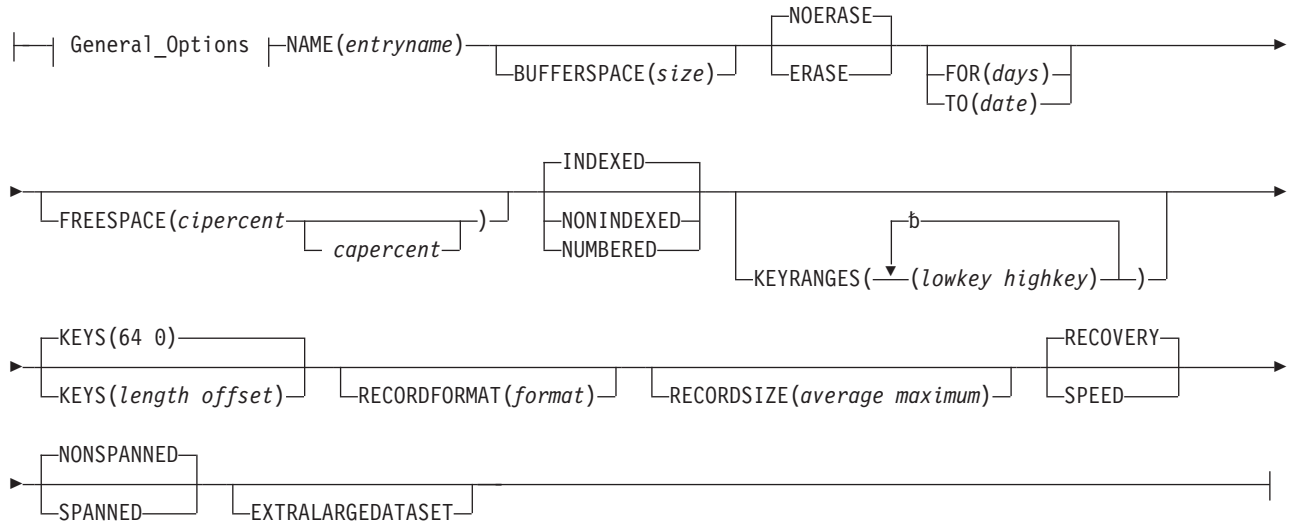 NOERASE
General_Options NAME(entryname)
BUFFERSPACE(size) ERASE FOR(days)
TO(date)
INDEXED
FREESPACE(cipercent ) NONINDEXED ƀ
capercent NUMBERED
KEYRANGES( (lowkey highkey) )
KEYS(64 0) RECOVERY
KEYS(length offset) RECORDFORMAT(format) RECORDSIZE(average maximum) SPEED
NONSPANNED
SPANNED EXTRALARGEDATASET